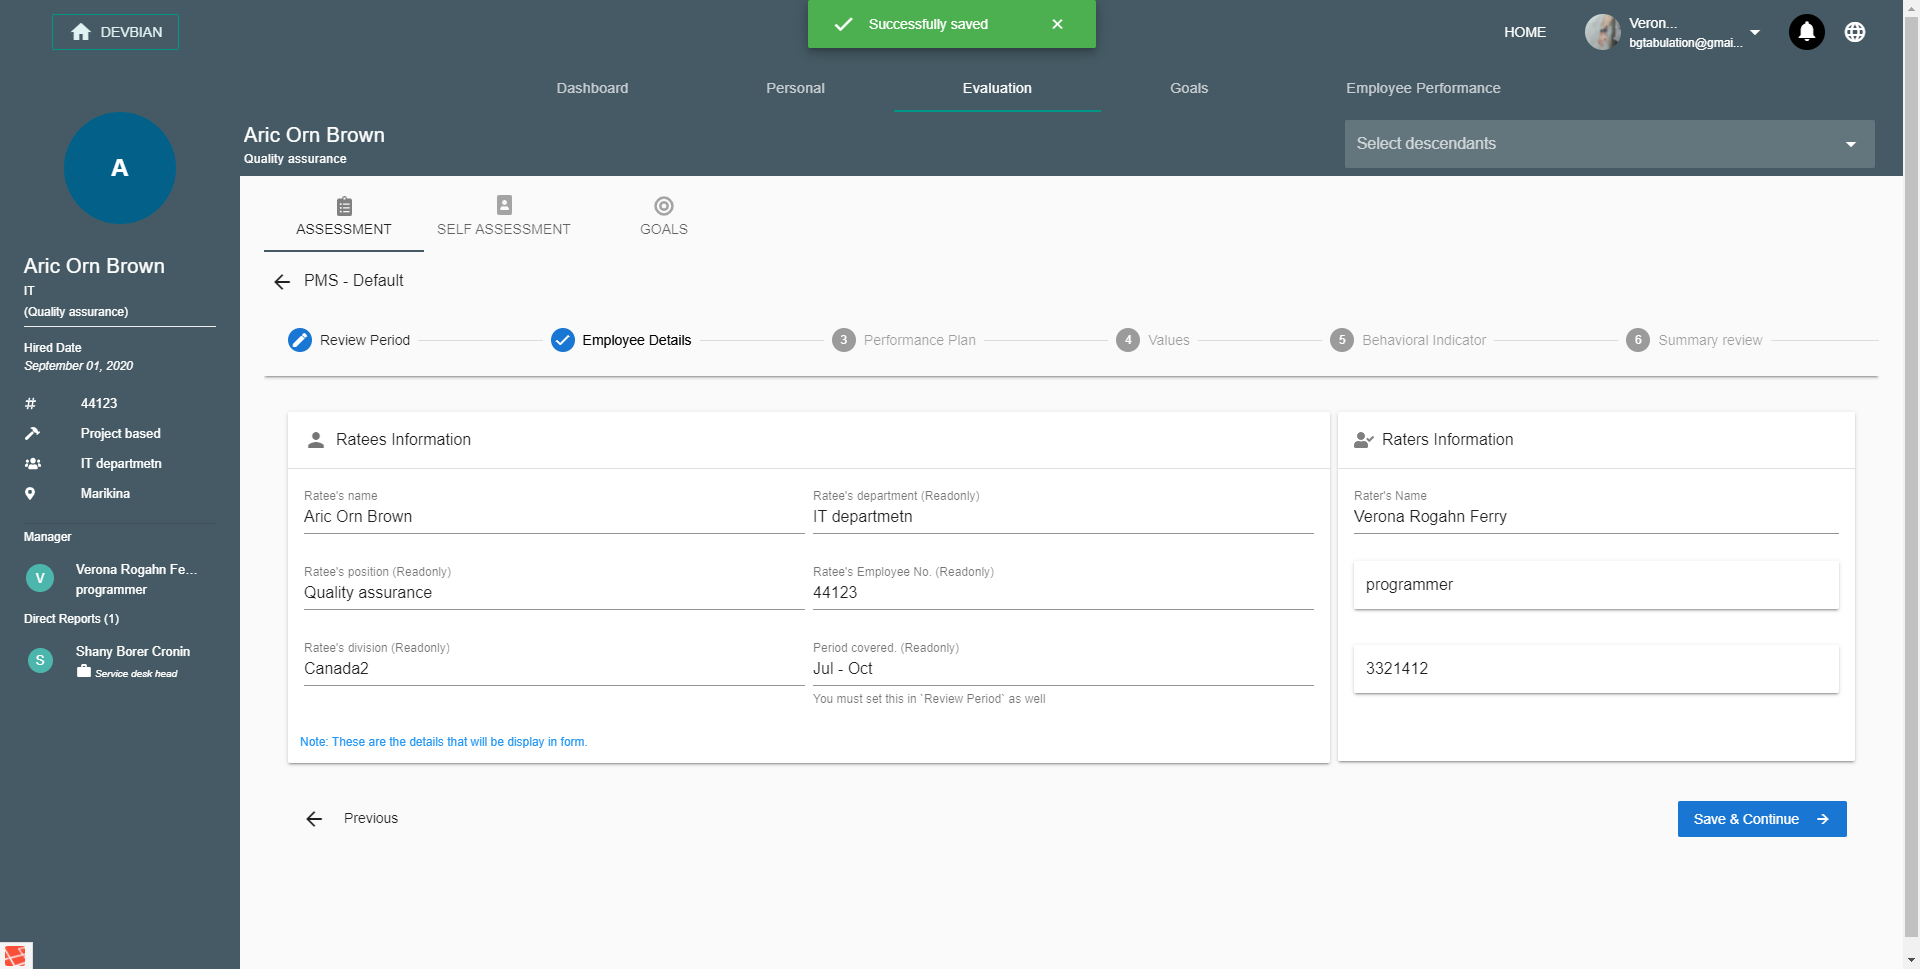 DEVBIAN
Successfully saved
HOME
Veron...
bgtabulation@gmai...
Dashboard
Personal
Evaluation
Goals
Employee Performance
A
Aric Orn Brown
Quality assurance
Select descendants
Aric Orn Brown
IT
(Quality assurance)
Hired Date
September 01, 2020
# 44123
Project based
IT departmetn
Marikina
Manager
V
Verona Rogahn Fe...
programmer
Direct Reports (1)
S
Shany Borer Cronin
Service desk head
ASSESSMENT
SELF ASSESSMENT
GOALS
PMS - Default
Review Period
Employee Details
3 Performance Plan
4 Values
5 Behavioral Indicator
6 Summary review
Ratees Information
Ratee's name
Aric Orn Brown
Ratee's department (Readonly)
IT departmetn
Ratee's position (Readonly)
Quality assurance
Ratee's Employee No. (Readonly)
44123
Ratee's division (Readonly)
Canada2
Period covered. (Readonly)
Jul - Oct
You must set this in `Review Period` as well
Note: These are the details that will be display in form.
Raters Information
Rater's Name
Verona Rogahn Ferry
programmer
3321412
Previous
Save & Continue